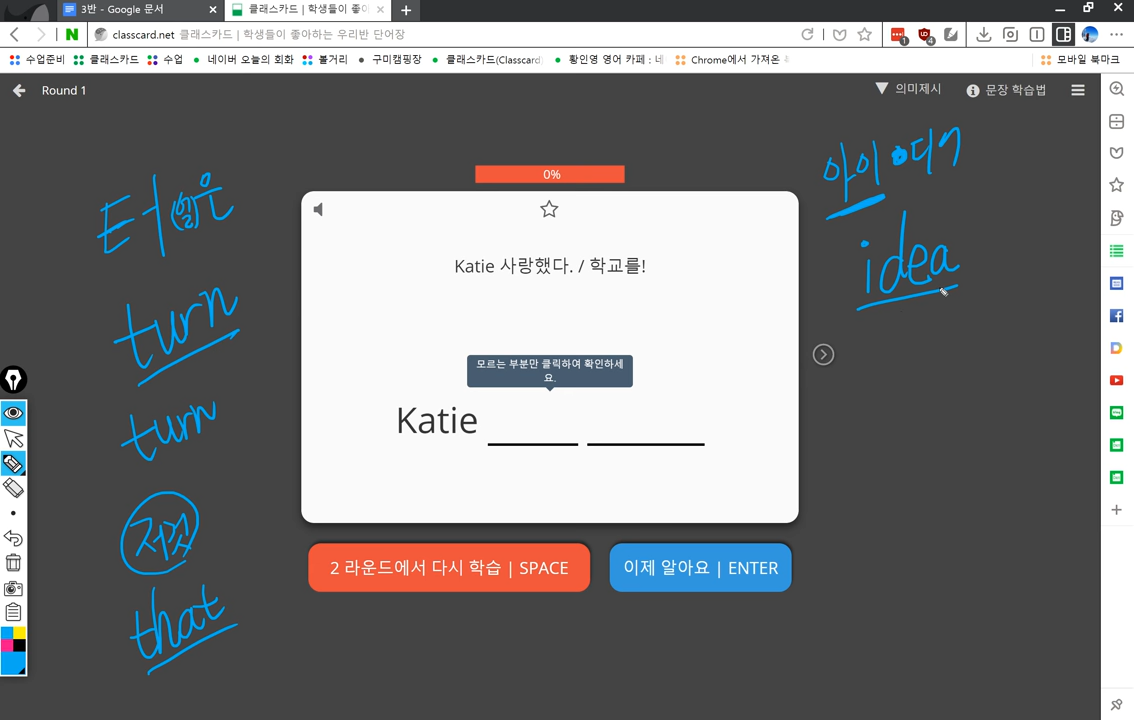 3반 - Google 문서
클래스카드 | 학생들이 좋아
classcard.net 클래스카드 | 학생들이 좋아하는 우리반 단어장
수업준비 클래스카드 수업 네이버 오늘의 회화 볼거리 구미캠핑장 클래스카드(Classcard) 황인영 영어 카페 : 네 Chrome에서 가져온 모바일 북마크
Round 1
의미제시
문장 학습법
0%
Katie 사랑했다. / 학교를!
모르는 부분만 클릭하여 확인하세
요.
Katie
2 라운드에서 다시 학습 | SPACE
이제 알아요 | ENTER
turn
turn
저것
that
idea